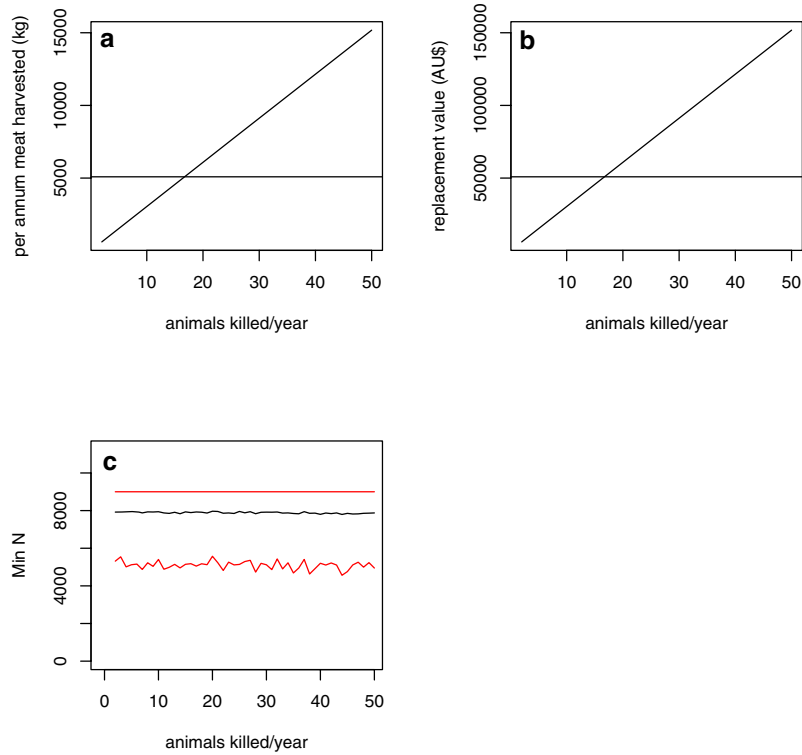 a
per annum meat harvested (kg)
5000
10000
15000
10 20 30 40 50
animals killed/year
b
replacement value (AU$)
50000
100000
150000
10 20 30 40 50
animals killed/year
c
Min N
0
4000
8000
0 10 20 30 40 50
animals killed/year